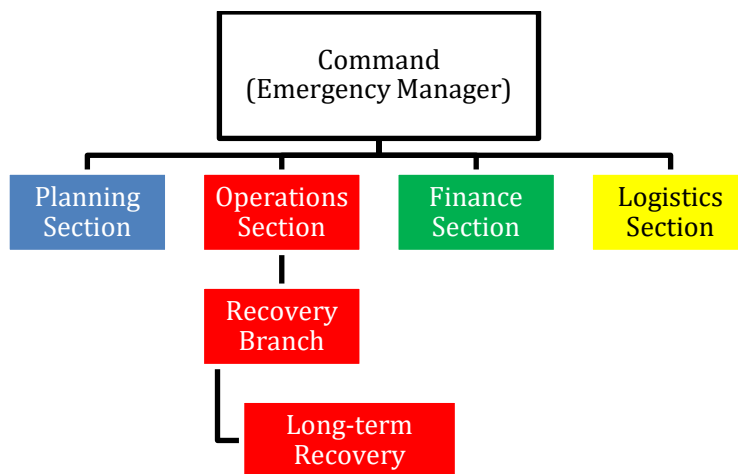 Command
(Emergency Manager)
Planning
Section
Operations
Section
Finance
Section
Logistics
Section
Recovery
Branch
Long-term
Recovery